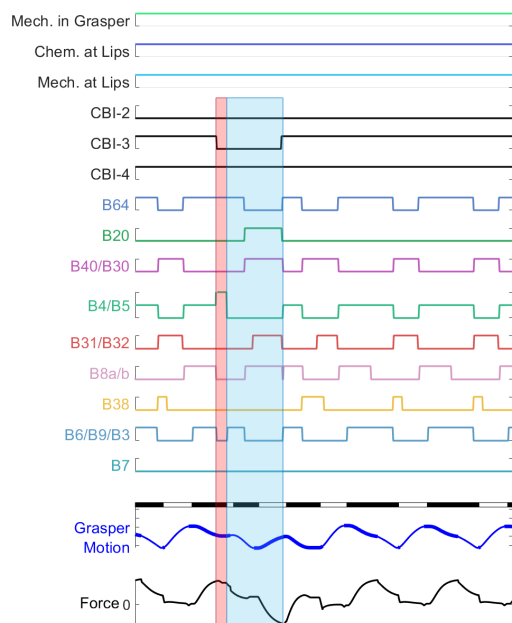 Mech. in Grasper
Chem. at Lips
Mech. at Lips
CBI-2
CBI-3
CBI-4
B64
B20
B40/B30
B4/B5
B31/B32
B8a/b
B38
B6/B9/B3
B7
Grasper
Motion
Force 0